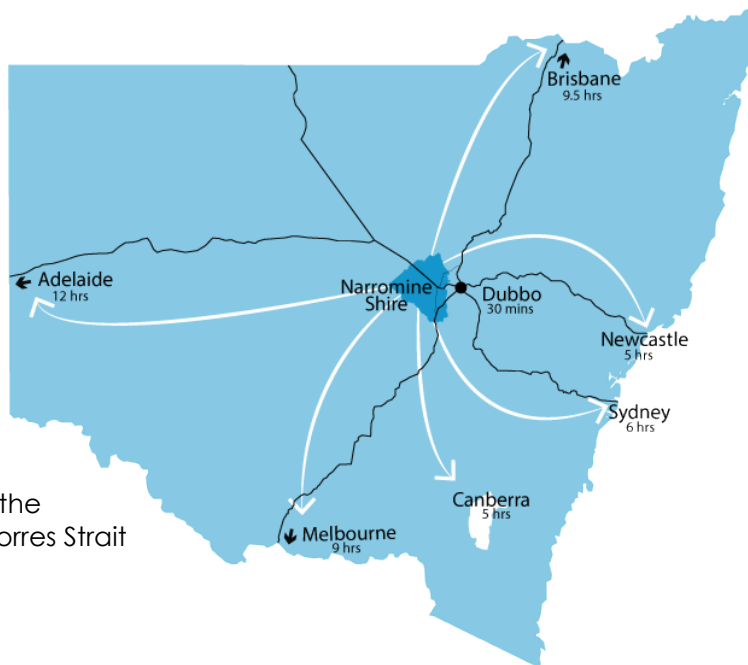 Brisbane
9.5 hrs
Adelaide
12 hrs
Narromine
Shire
Dubbo
30 mins
Newcastle
5 hrs
Sydney
6 hrs
Canberra
5 hrs
the
orres Strait
Melbourne
9 hrs